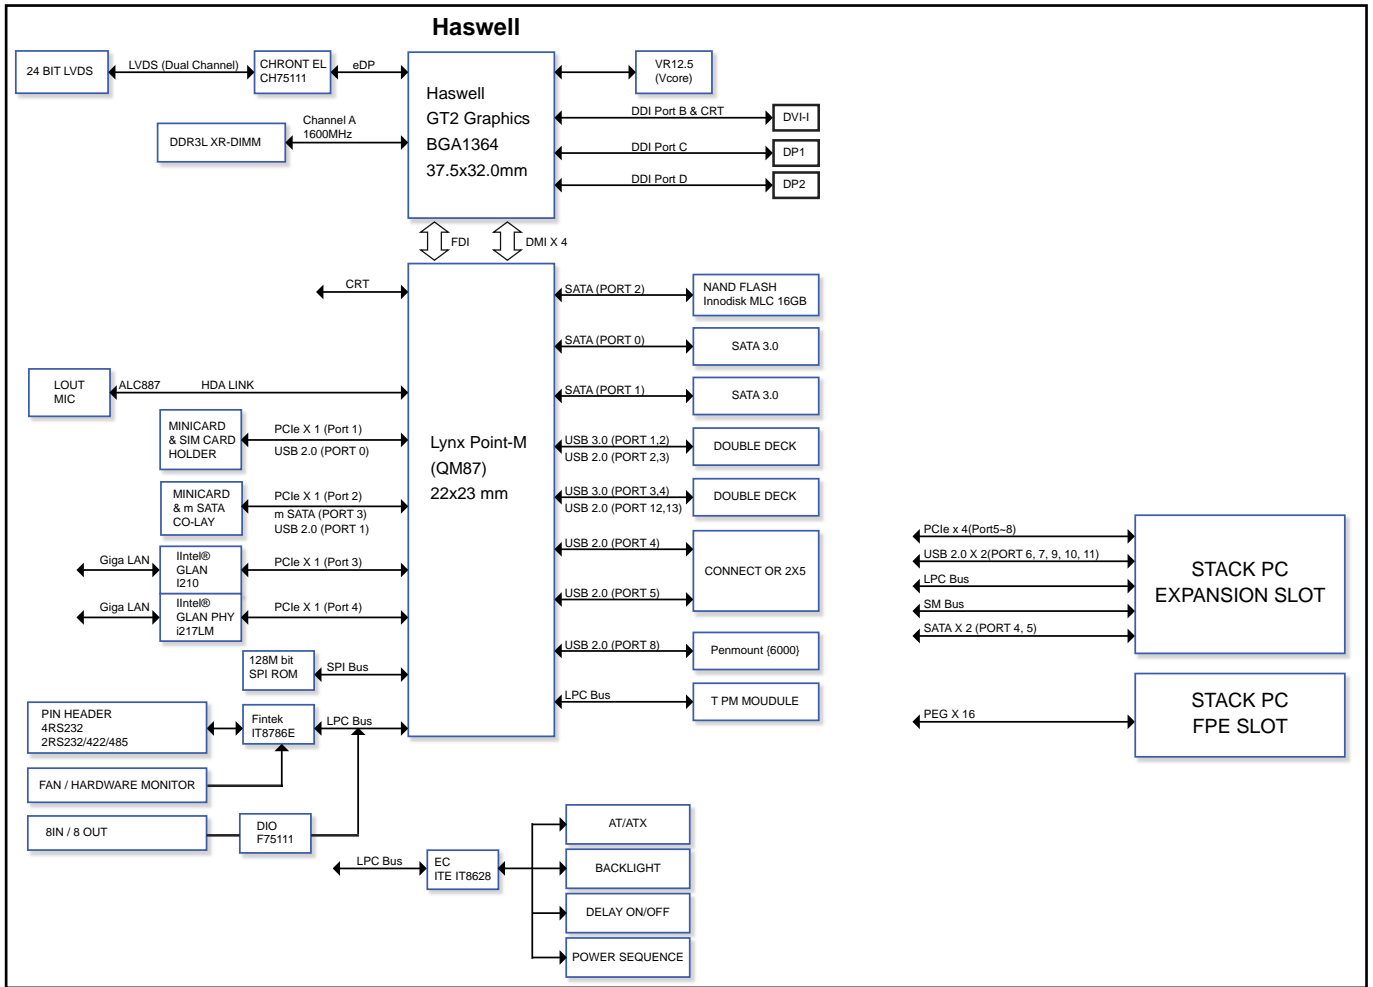 Haswell
24 BIT LVDS
LVDS (Dual Channel)
CHRONT EL
CH75111
eDP
Haswell
GT2 Graphics
BGA1364
37.5x32.0mm
VR12.5
(Vcore)
DDI Port B & CRT
DVI-I
DDR3L XR-DIMM
Channel A
1600MHz
DDI Port C
DP1
DDI Port D
DP2
FDI
DMI X 4
CRT
SATA (PORT 2)
NAND FLASH
Innodisk MLC 16GB
SATA (PORT 0)
SATA 3.0
LOUT
MIC
ALC887
HDA LINK
SATA (PORT 1)
SATA 3.0
Lynx Point-M
(QM87)
22x23 mm
MINICARD
& SIM CARD
HOLDER
PCIe X 1 (Port 1)
USB 2.0 (PORT 0)
USB 3.0 (PORT 1,2)
USB 2.0 (PORT 2,3)
DOUBLE DECK
MINICARD
& m SATA
CO-LAY
PCIe X 1 (Port 2)
m SATA (PORT 3)
USB 2.0 (PORT 1)
USB 3.0 (PORT 3,4)
USB 2.0 (PORT 12,13)
DOUBLE DECK
Giga LAN
IIntel®
GLAN
I210
PCIe X 1 (Port 3)
USB 2.0 (PORT 4)
CONNECT OR 2X5
USB 2.0 (PORT 5)
Giga LAN
IIntel®
GLAN PHY
i217LM
PCIe X 1 (Port 4)
128M bit
SPI ROM
SPI Bus
USB 2.0 (PORT 8)
Penmount {6000}
LPC Bus
T PM MOUDULE
PIN HEADER
4RS232
2RS232/422/485
Fintek
IT8786E
LPC Bus
FAN / HARDWARE MONITOR
8IN / 8 OUT
DIO
F75111
LPC Bus
EC
ITE IT8628
AT/ATX
BACKLIGHT
DELAY ON/OFF
POWER SEQUENCE
PCIe x 4(Port5~8)
USB 2.0 X 2(PORT 6, 7, 9, 10, 11)
LPC Bus
SM Bus
SATA X 2 (PORT 4, 5)
STACK PC
EXPANSION SLOT
PEG X 16
STACK PC
FPE SLOT